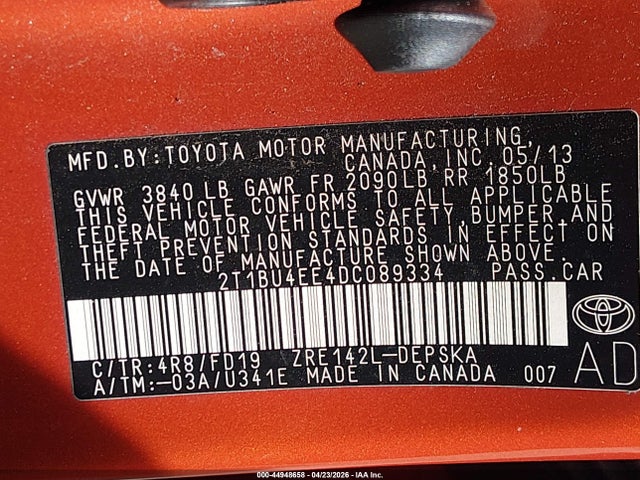 MFD.BY:TOYOTA MOTOR MANUFACTURING,
CANADA,INC.05/13
GVWR 3840 LB GAWR FR 2090LB, RR 1850LB
THIS VEHICLE CONFORMS TO ALL APPLICABLE
FEDERAL MOTOR VEHICLE SAFETY,BUMPER,AND
THEFT PREVENTION STANDARDS IN EFFECT ON
THE DATE OF MANUFACTURE SHOWN ABOVE.
2T1BU4EE4DC089334 PASS.CAR
C/TR:4R8/FD19 ZRE142L-DEPSKA
A/TM:-03A/U341E MADE IN CANADA 007
AD
000-44948658 - 04/23/2026 - IAA Inc.